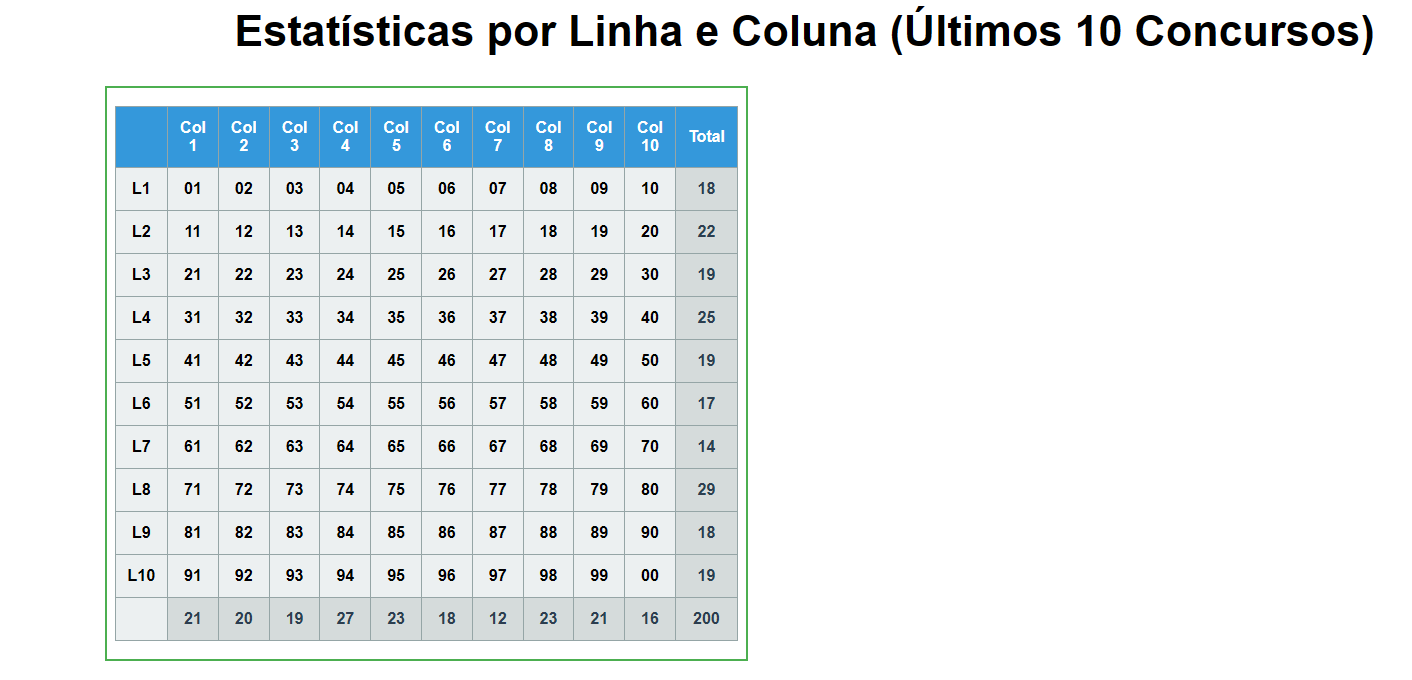 Estatísticas por Linha e Coluna (Últimos 10 Concursos)
Col 1 Col 2 Col 3 Col 4 Col 5 Col 6 Col 7 Col 8 Col 9 Col 10 Total
L1 01 02 03 04 05 06 07 08 09 10 18
L2 11 12 13 14 15 16 17 18 19 20 22
L3 21 22 23 24 25 26 27 28 29 30 19
L4 31 32 33 34 35 36 37 38 39 40 25
L5 41 42 43 44 45 46 47 48 49 50 19
L6 51 52 53 54 55 56 57 58 59 60 17
L7 61 62 63 64 65 66 67 68 69 70 14
L8 71 72 73 74 75 76 77 78 79 80 29
L9 81 82 83 84 85 86 87 88 89 90 18
L10 91 92 93 94 95 96 97 98 99 00 19
21 20 19 27 23 18 12 23 21 16 200